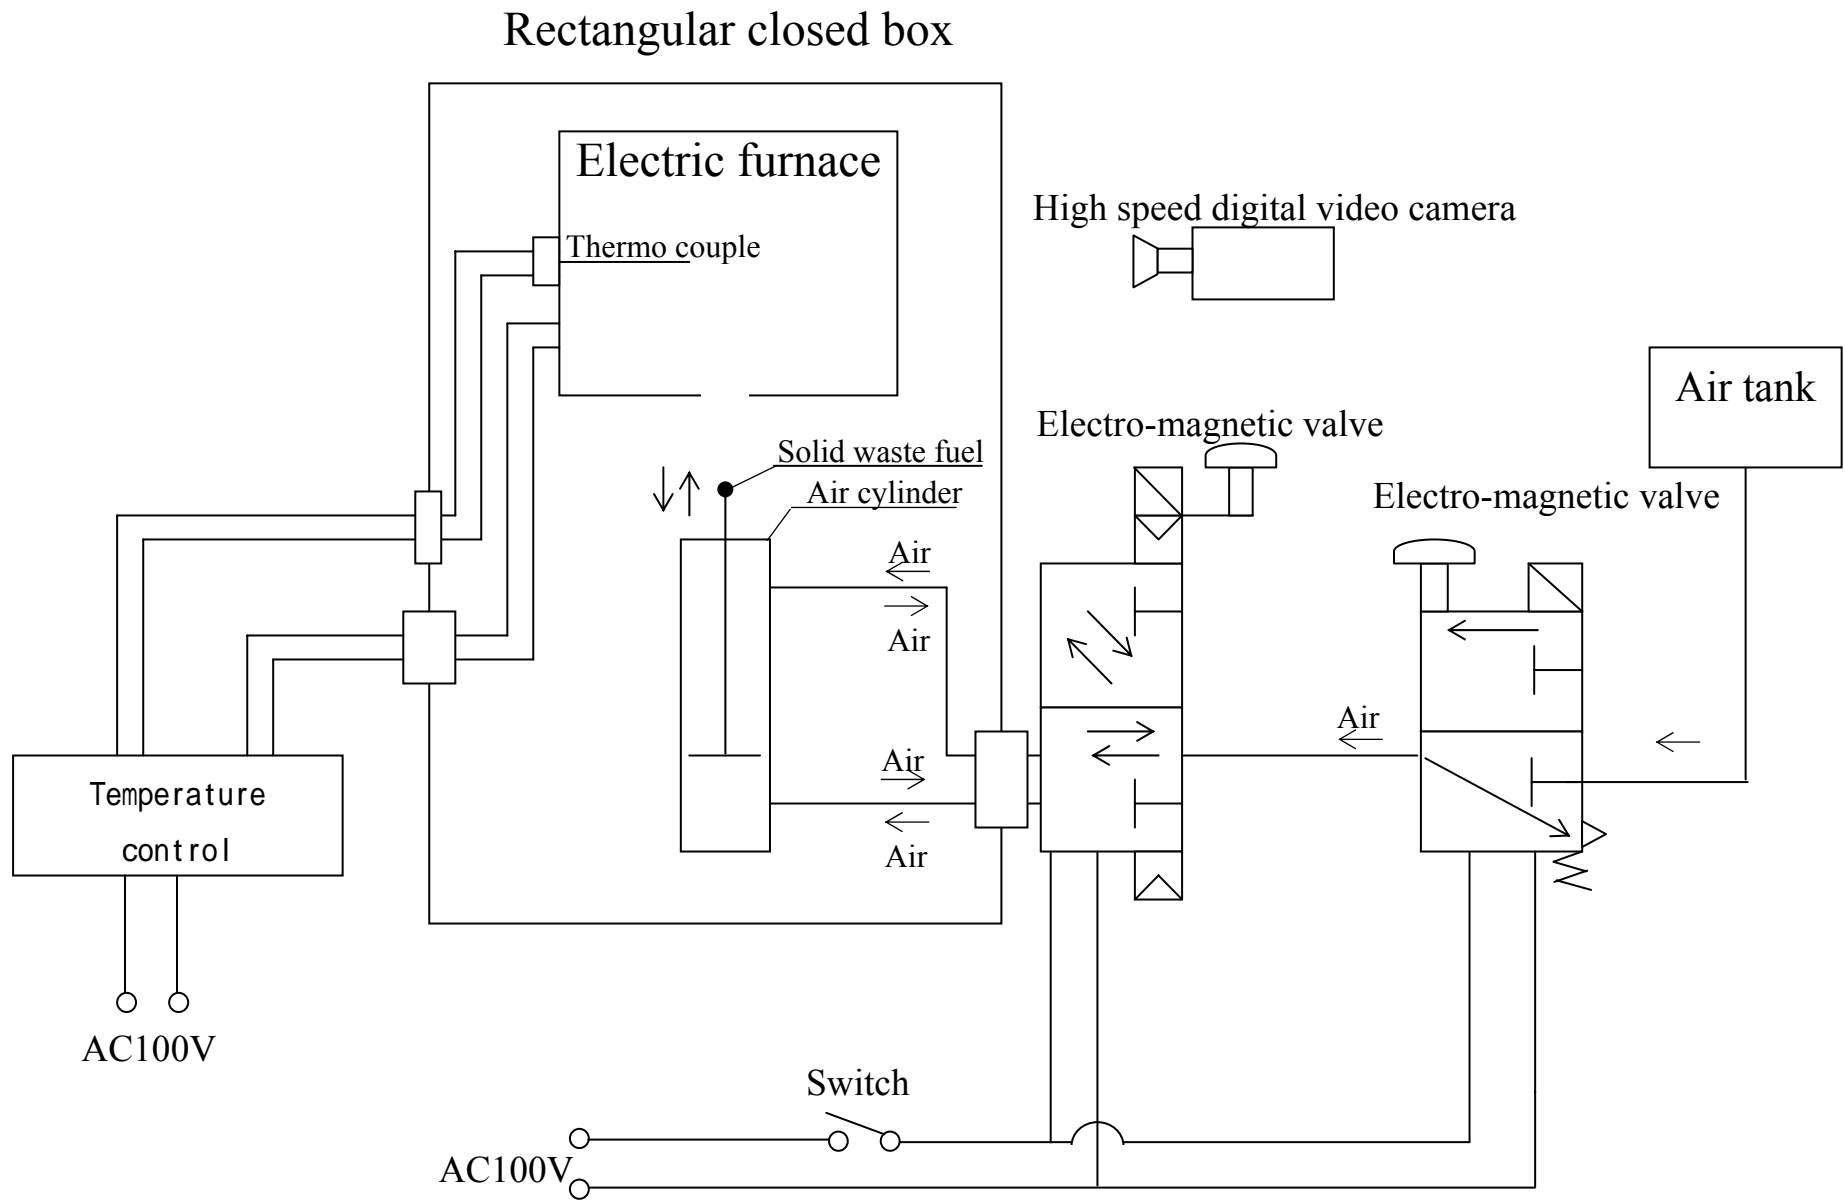 Rectangular closed box
Electric furnace
High speed digital video camera
Thermo couple
Air tank
Electro-magnetic valve
Solid waste fuel
Air cylinder
Electro-magnetic valve
Air
Air
Air
Air
Air
Temperature
control
AC100V
Switch
AC100V